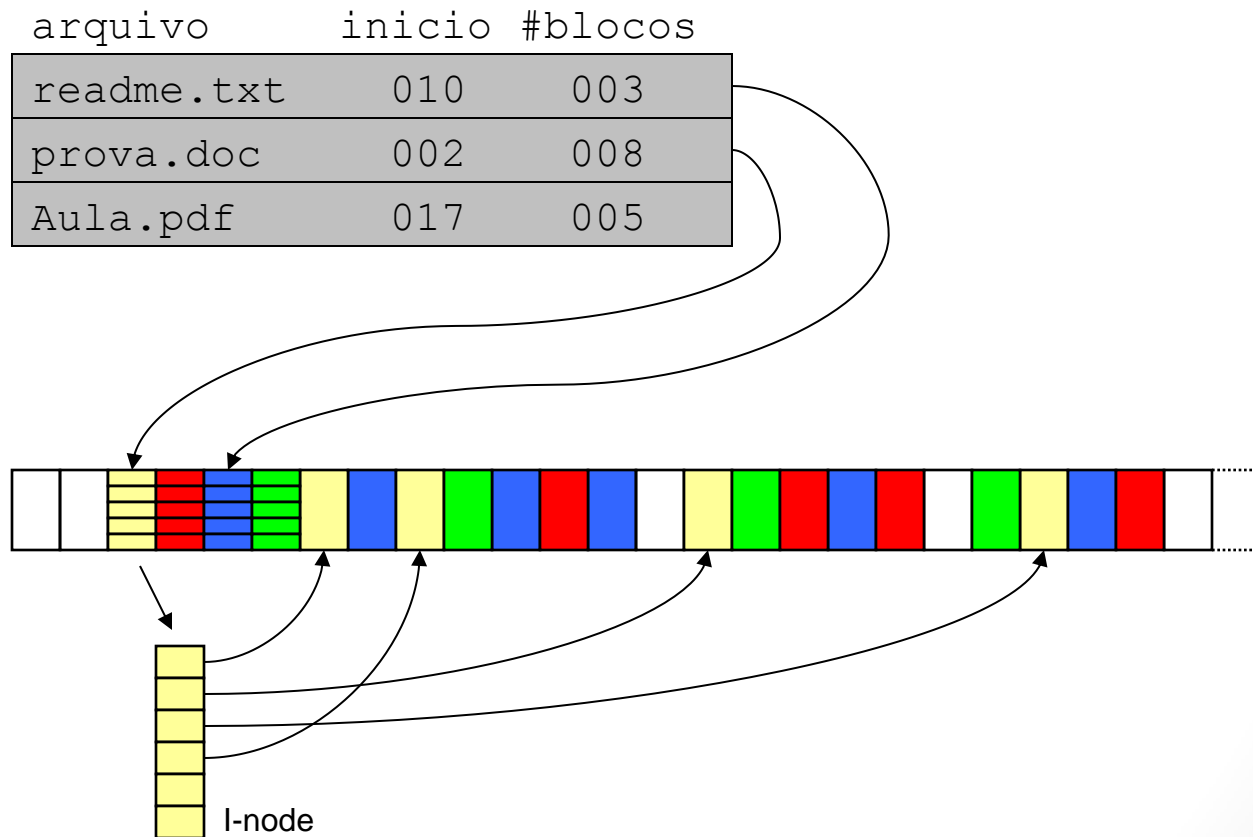 arquivo inicio #blocos
readme.txt 010 003
prova.doc 002 008
Aula.pdf 017 005
I-node